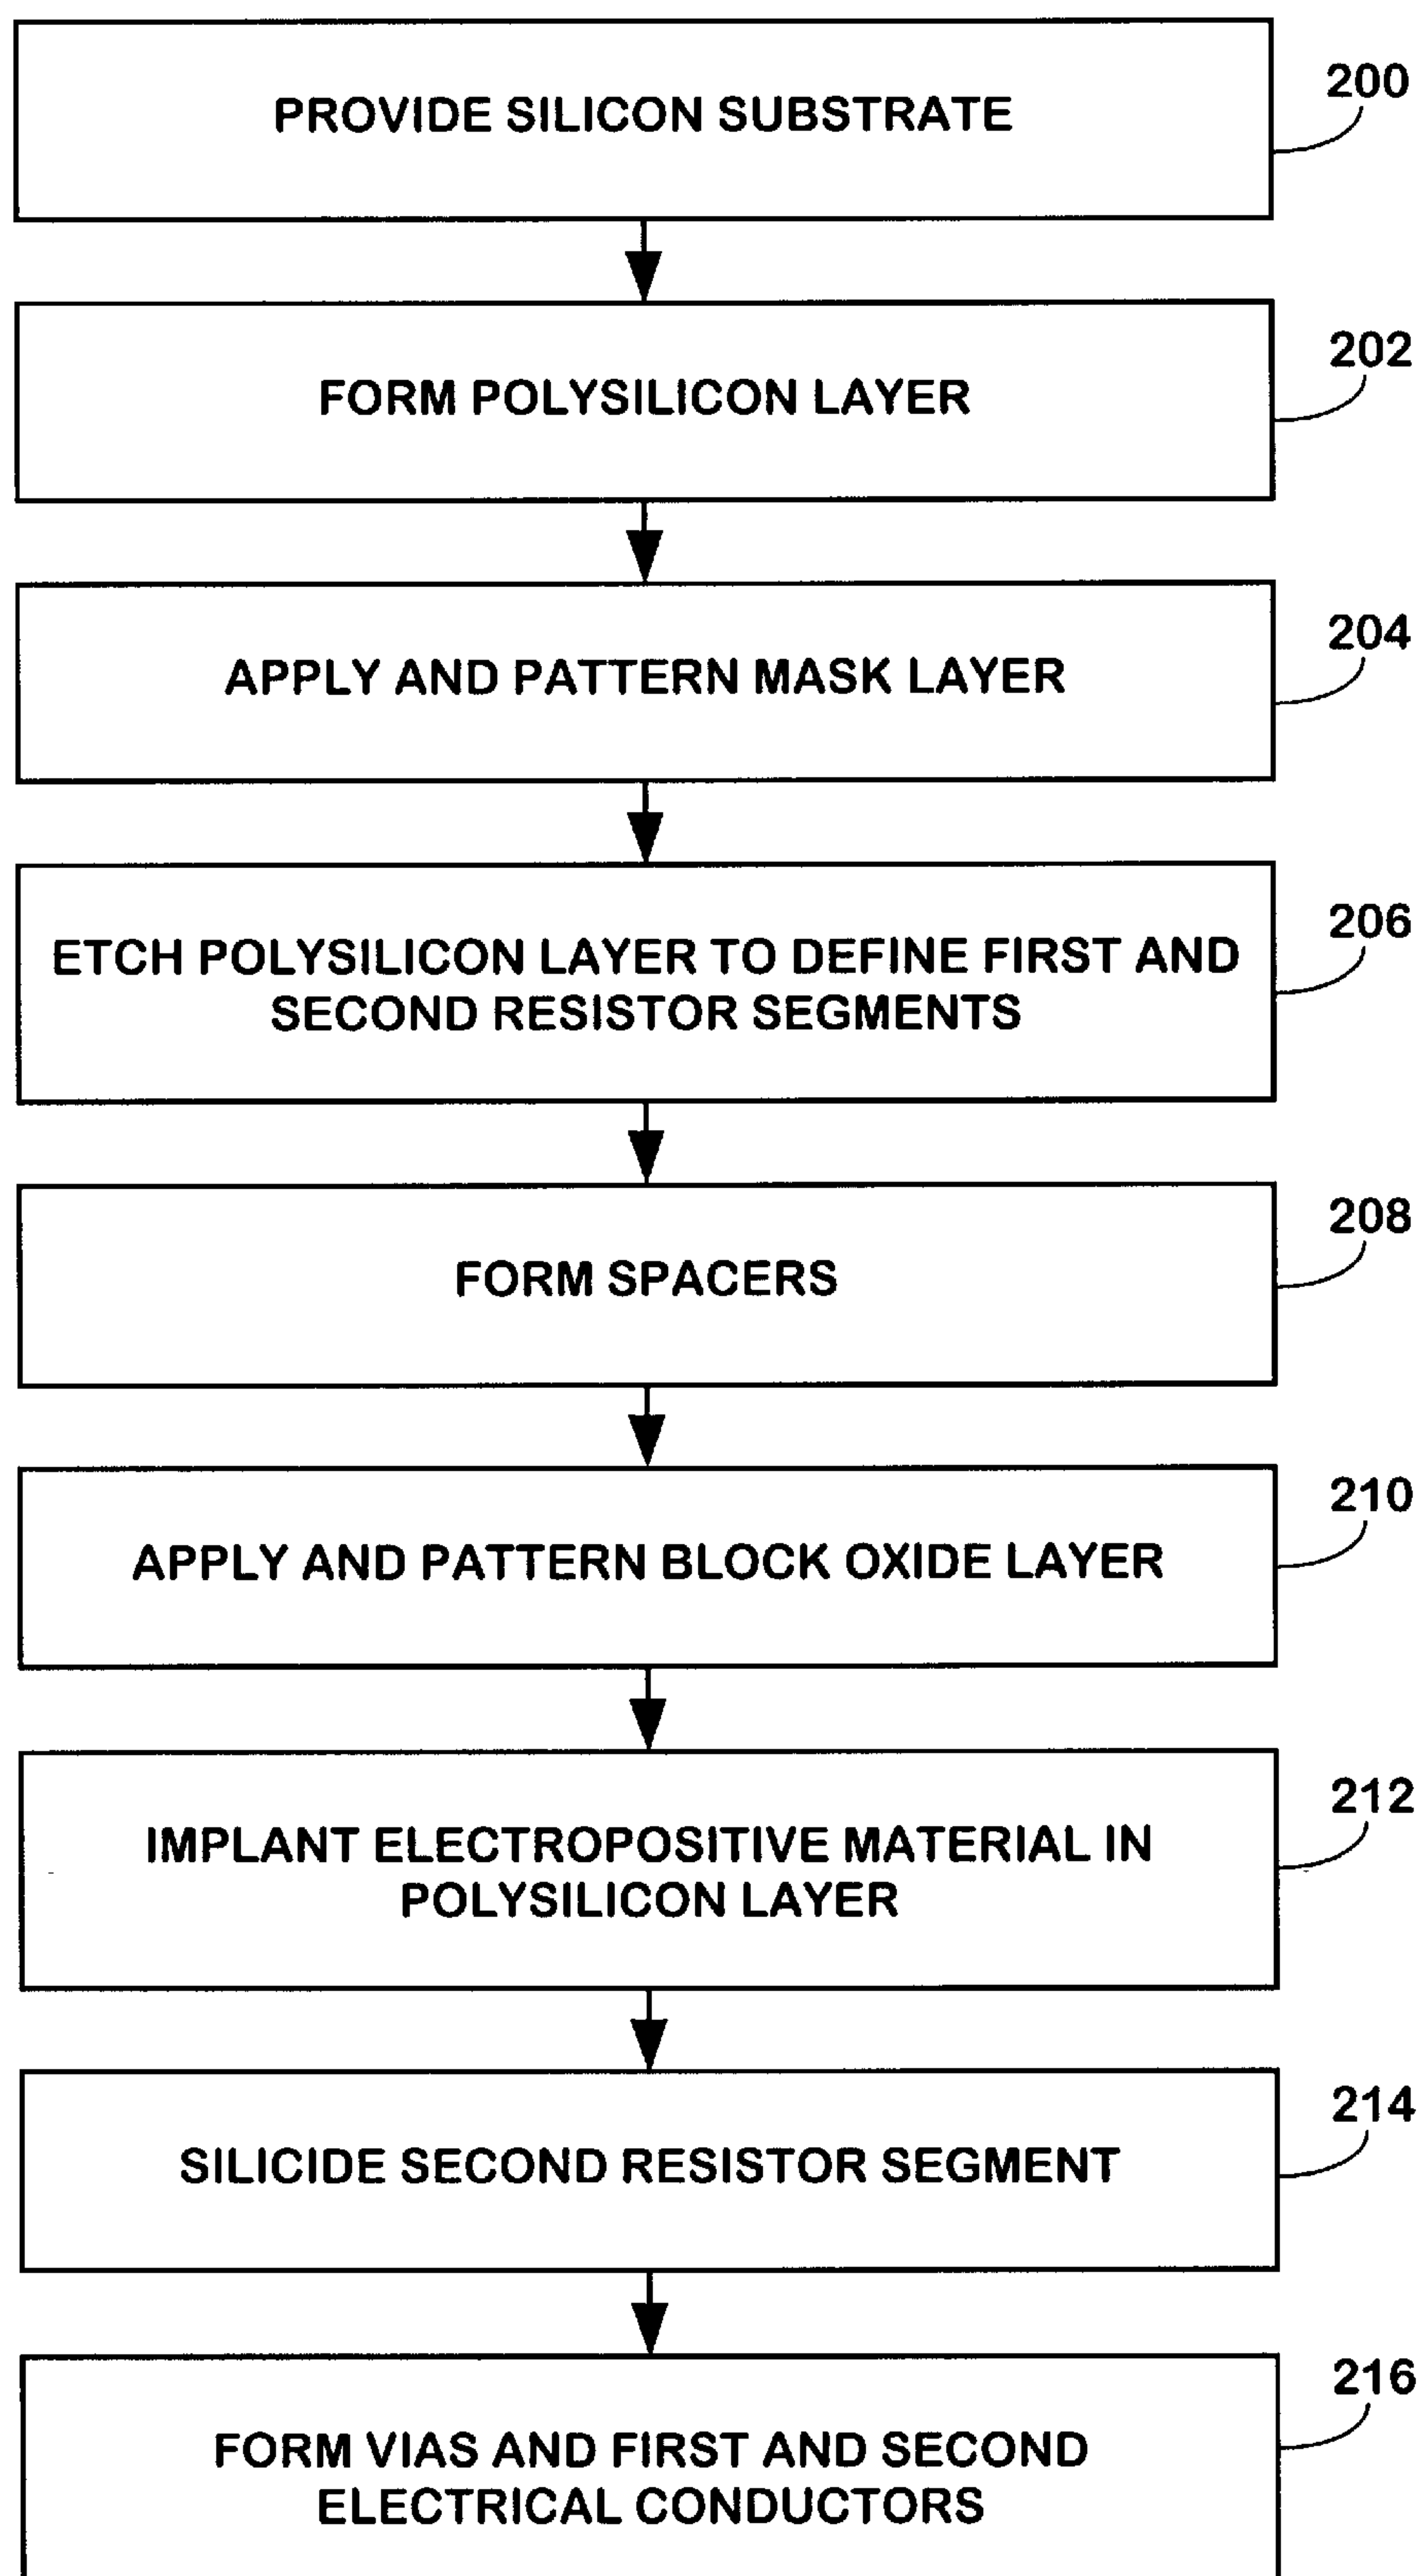 PROVIDE SILICON SUBSTRATE
200
FORM POLYSILICON LAYER
202
APPLY AND PATTERN MASK LAYER
204
ETCH POLYSILICON LAYER TO DEFINE FIRST AND
SECOND RESISTOR SEGMENTS
206
FORM SPACERS
208
APPLY AND PATTERN BLOCK OXIDE LAYER
210
IMPLANT ELECTROPOSITIVE MATERIAL IN
POLYSILICON LAYER
212
SILICIDE SECOND RESISTOR SEGMENT
214
FORM VIAS AND FIRST AND SECOND
ELECTRICAL CONDUCTORS
216